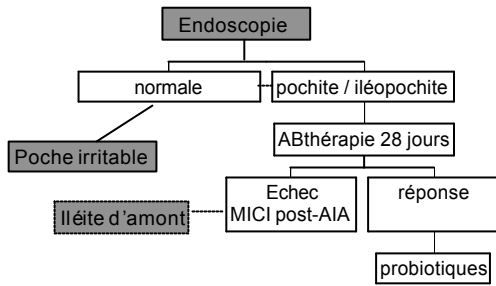 Endoscopie
normale
pochite / iléopochite
Poche irritable
ABthérapie 28 jours
Iléite d'amont
Echec
MICI post-AIA
réponse
probiotiques